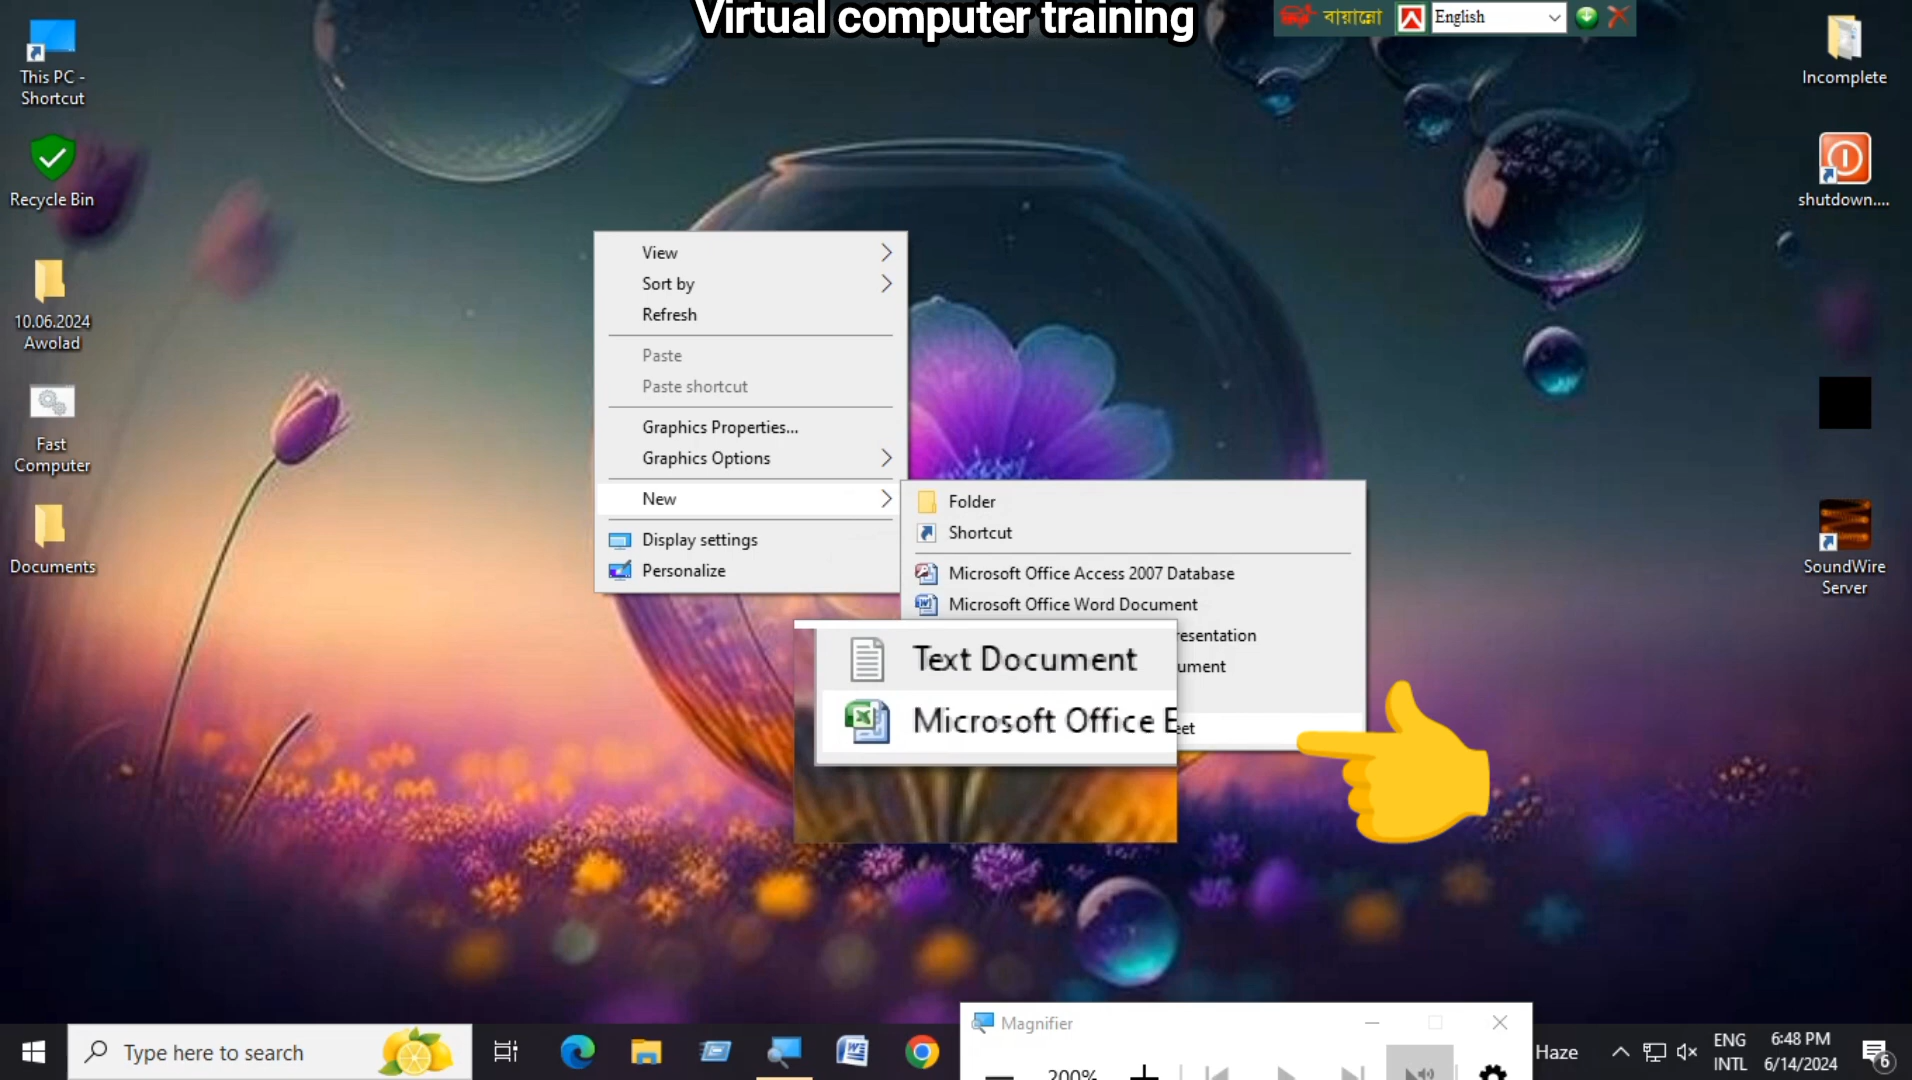 Virtual computer training
বায়ান্নো
English
This PC -
Shortcut
Recycle Bin
10.06.2024
Awolad
Fast
Computer
Documents
Incomplete
shutdown....
SoundWire
Server
View
Sort by
Refresh
Paste
Paste shortcut
Graphics Properties...
Graphics Options
New
Display settings
Personalize
Folder
Shortcut
Microsoft Office Access 2007 Database
Microsoft Office Word Document
resentation
ument
eet
Text Document
Microsoft Office E
Magnifier
200%
Type here to search
Haze
ENG
INTL
6:48 PM
6/14/2024
6